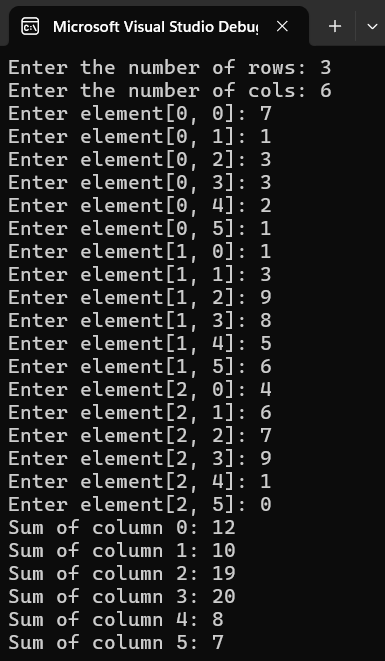 Microsoft Visual Studio Debu
Enter the number of rows: 3
Enter the number of cols: 6
Enter element[0, 0]: 7
Enter element[0, 1]: 1
Enter element[0, 2]: 3
Enter element[0, 3]: 3
Enter element[0, 4]: 2
Enter element[0, 5]: 1
Enter element[1, 0]: 1
Enter element[1, 1]: 3
Enter element[1, 2]: 9
Enter element[1, 3]: 8
Enter element[1, 4]: 5
Enter element[1, 5]: 6
Enter element[2, 0]: 4
Enter element[2, 1]: 6
Enter element[2, 2]: 7
Enter element[2, 3]: 9
Enter element[2, 4]: 1
Enter element[2, 5]: 0
Sum of column 0: 12
Sum of column 1: 10
Sum of column 2: 19
Sum of column 3: 20
Sum of column 4: 8
Sum of column 5: 7